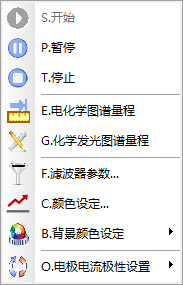 S.开始
P.暂停
T.停止
E.电化学图谱量程
G.化学发光图谱量程
F.滤波器参数...
C.颜色设定...
B.背景颜色设定
O.电极电流极性设置